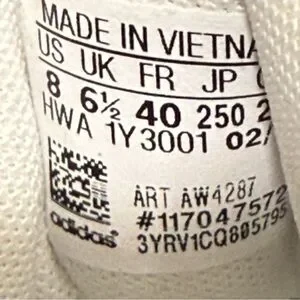 MADE IN VIETNA
US UK FR JP
8 6½ 40 250 2
HWA 1Y3001 02/
ART AW4287
#117047572
3YRV1CQ805795
adidas